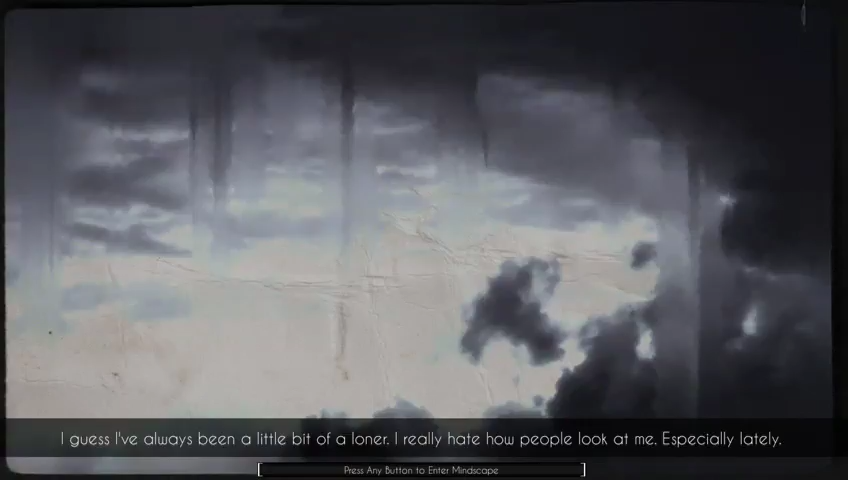 I guess I've always been a little bit of a loner. I really hate how people look at me. Especially lately.
Press Any Button to Enter Mindscape